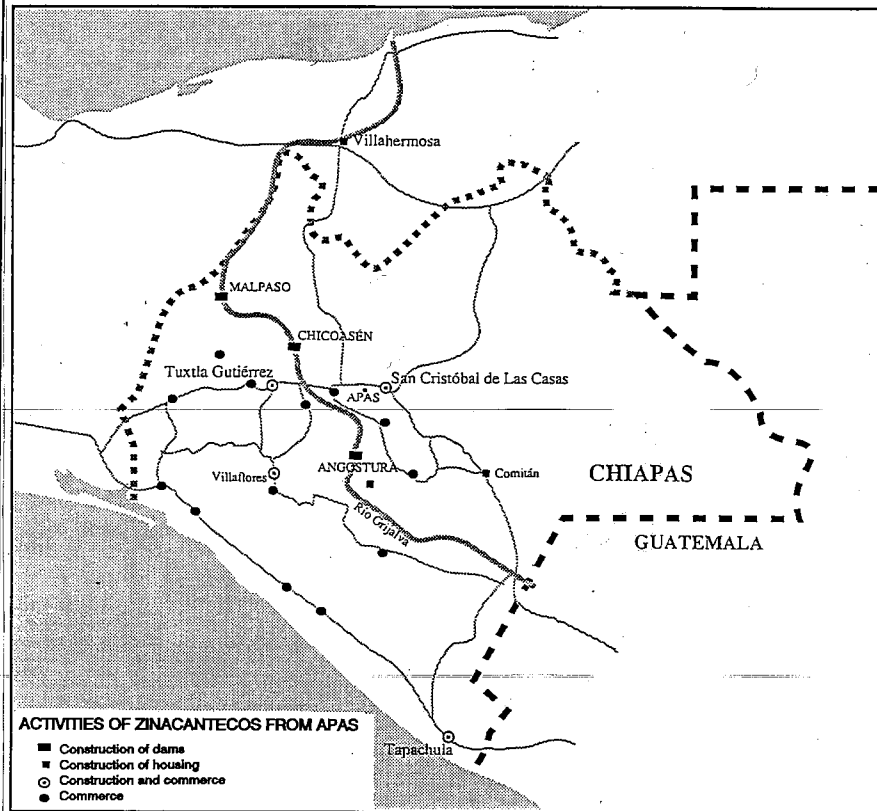 Villahermosa
MALPASO
CHICOASÉN
Tuxtla Gutiérrez
San Cristóbal de Las Casas
APAS
ANGOSTURA
Villaflores
Comitán
CHIAPAS
Río Grijalva
GUATEMALA
Tapachula
ACTIVITIES OF ZINACANTECOS FROM APAS
Construction of dams
Construction of housing
Construction and commerce
Commerce